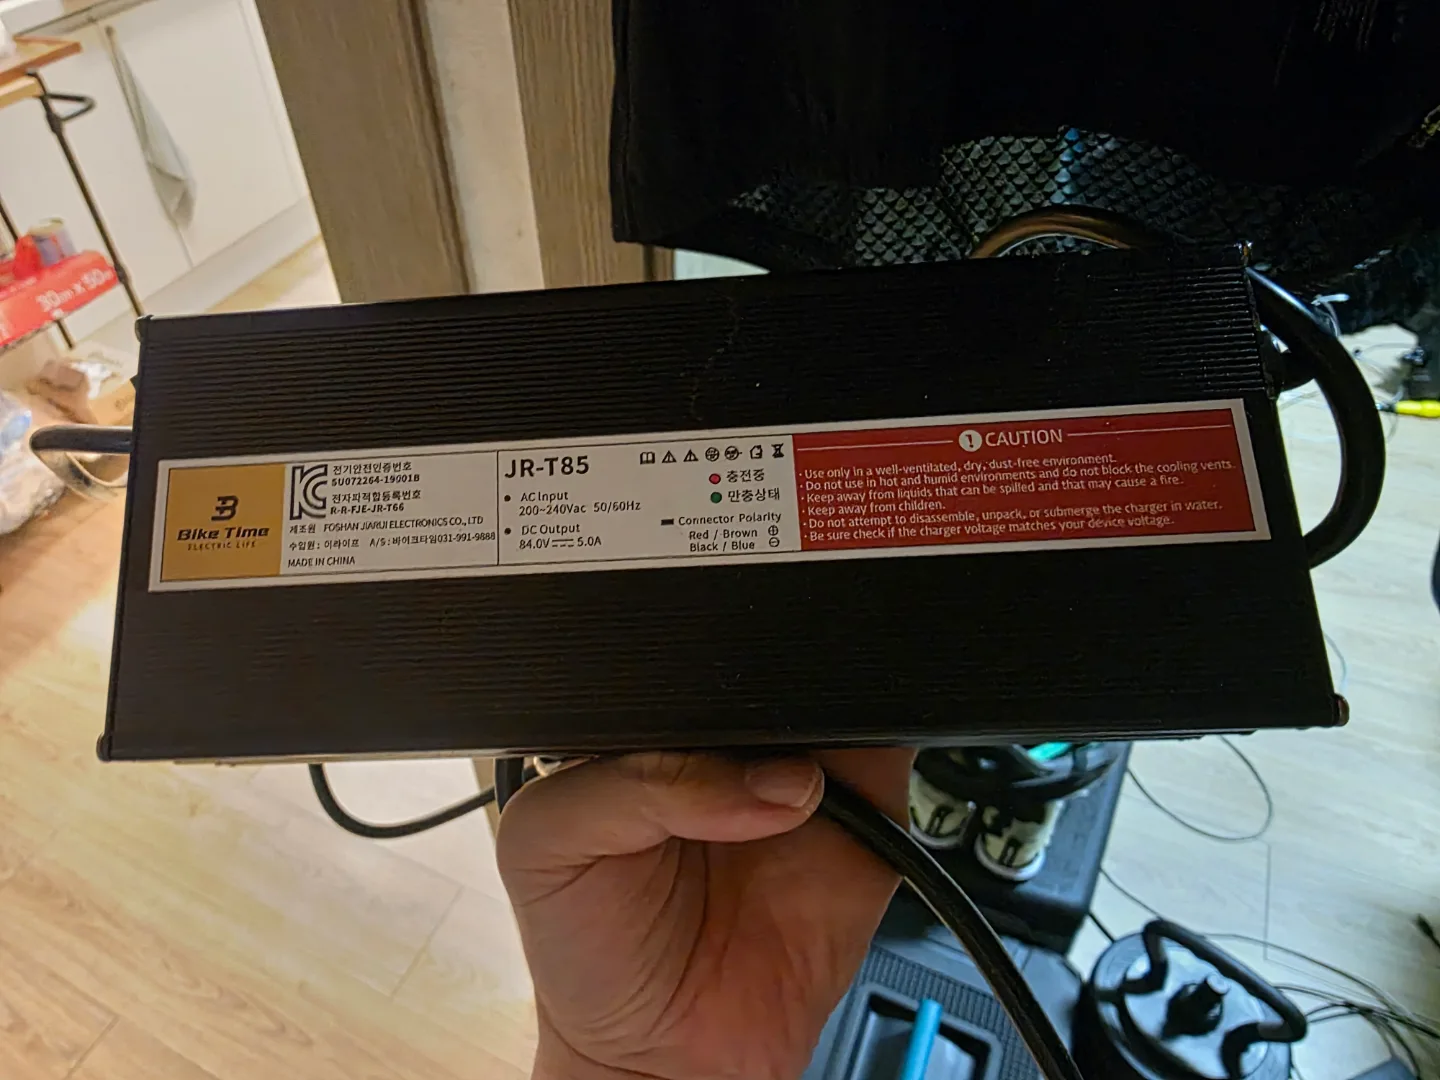 30cm x 50m
Bike Time
ELECTRIC LIFE
전기안전인증번호
SU072264-19001B
전자파적합등록번호
R-R-FJE-JR-T66
제조원 FOSHAN JIARUI ELECTRONICS CO., LTD
수입원 : 이라이프 A/S : 바이크타임031-991-9888
MADE IN CHINA
JR-T85
• AC Input
200~240Vac 50/60Hz
• DC Output
84.0V 5.0A
충전중
만충상태
Connector Polarity
Red / Brown ⊕
Black / Blue ⊖
! CAUTION
· Use only in a well-ventilated, dry, dust-free environment.
· Do not use in hot and humid environments and do not block the cooling vents.
· Keep away from liquids that can be spilled and that may cause a fire.
· Keep away from children.
· Do not attempt to disassemble, unpack, or submerge the charger in water.
· Be sure check if the charger voltage matches your device voltage.